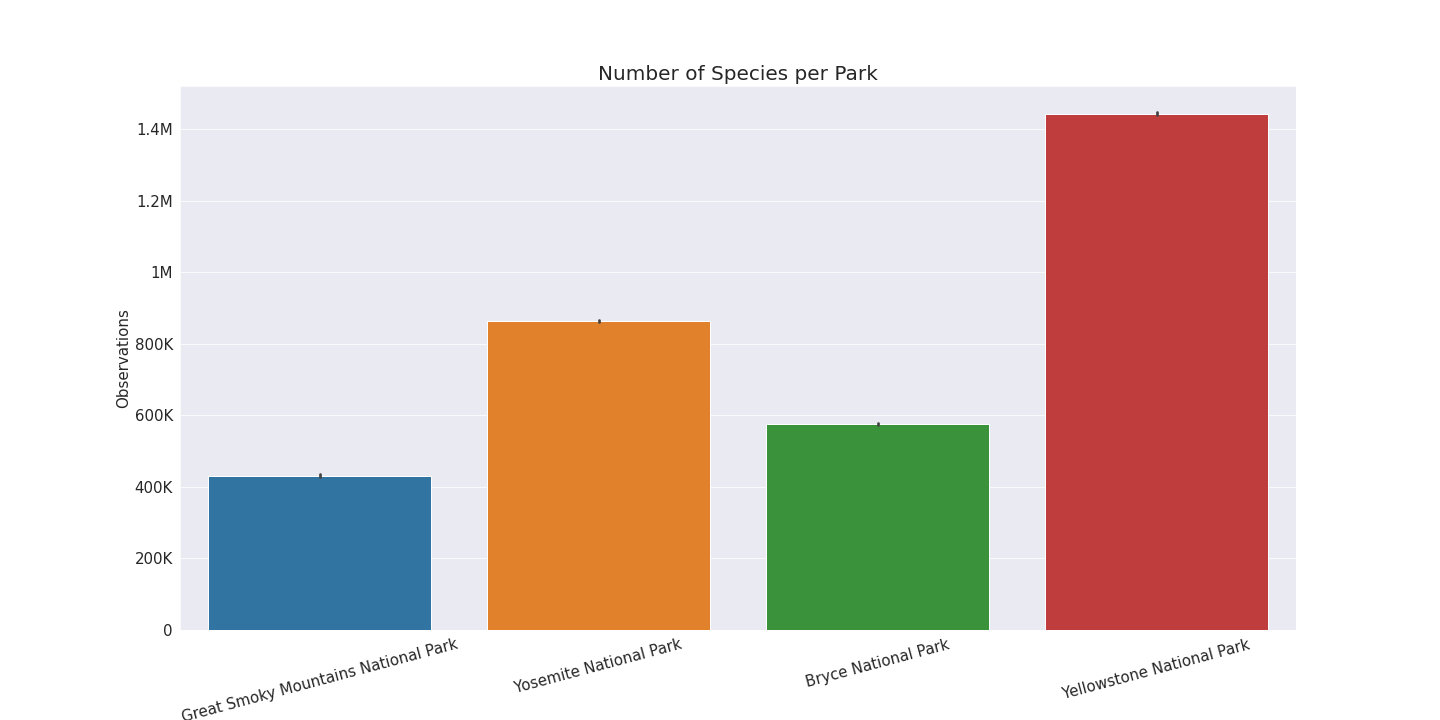 Number of Species per Park
Observations
1.4M
1.2M
1M
800K
600K
400K
200K
0
Great Smoky Mountains National Park
Yosemite National Park
Bryce National Park
Yellowstone National Park